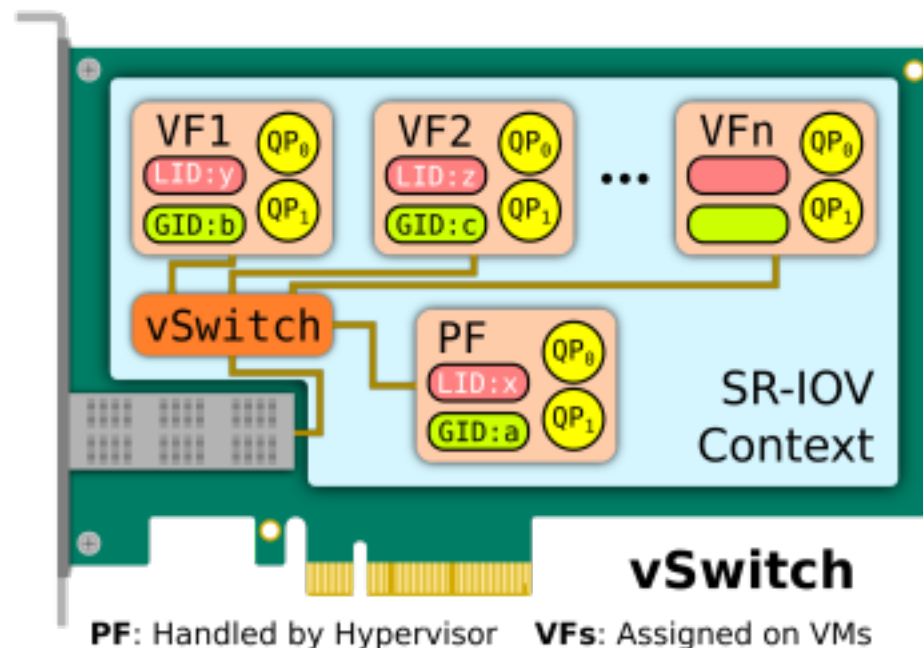 VF1
QP₀
LID:y
QP₁
GID:b
VF2
QP₀
LID:z
QP₁
GID:c
...
VFn
QP₀
QP₁
vSwitch
PF
QP₀
LID:x
QP₁
GID:a
SR-IOV
Context
vSwitch
PF: Handled by Hypervisor VFs: Assigned on VMs